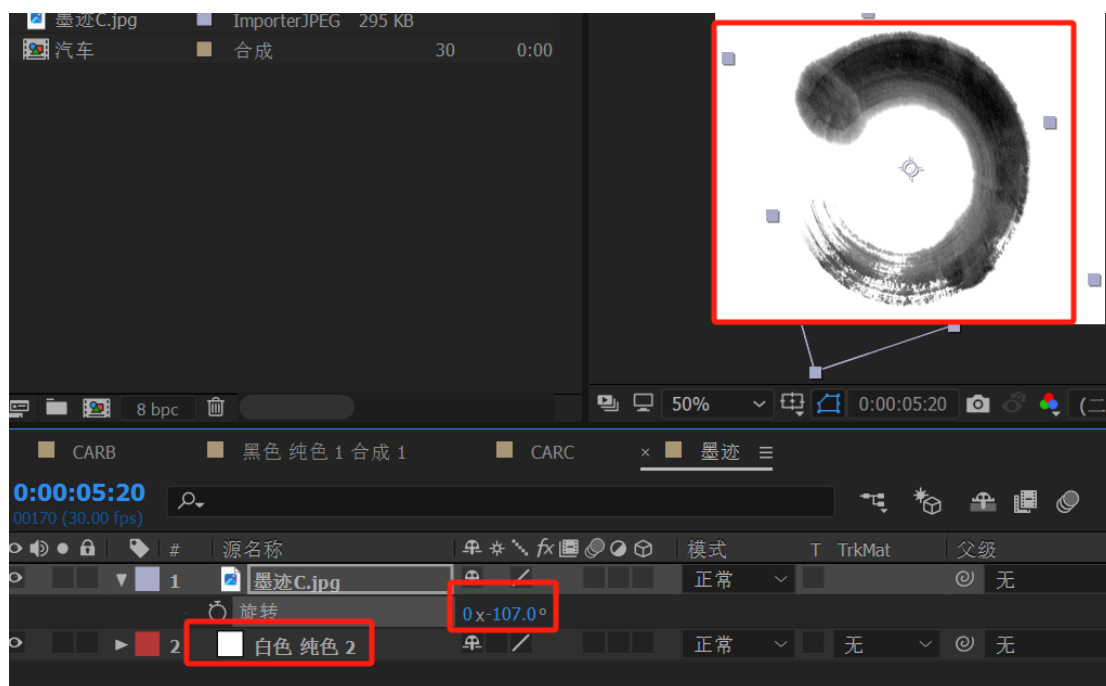 墨迹C.jpg ImporterJPEG 295 KB
汽车 合成 30 0:00
8 bpc
50% 0:00:05:20 (二
CARB 黑色 纯色 1 合成 1 CARC × 墨迹
0:00:05:20
00170 (30.00 fps)
# 源名称 fx 模式 T TrkMat 父级
1 墨迹C.jpg 正常 无
旋转 0x-107.0°
2 白色 纯色 2 正常 无 无